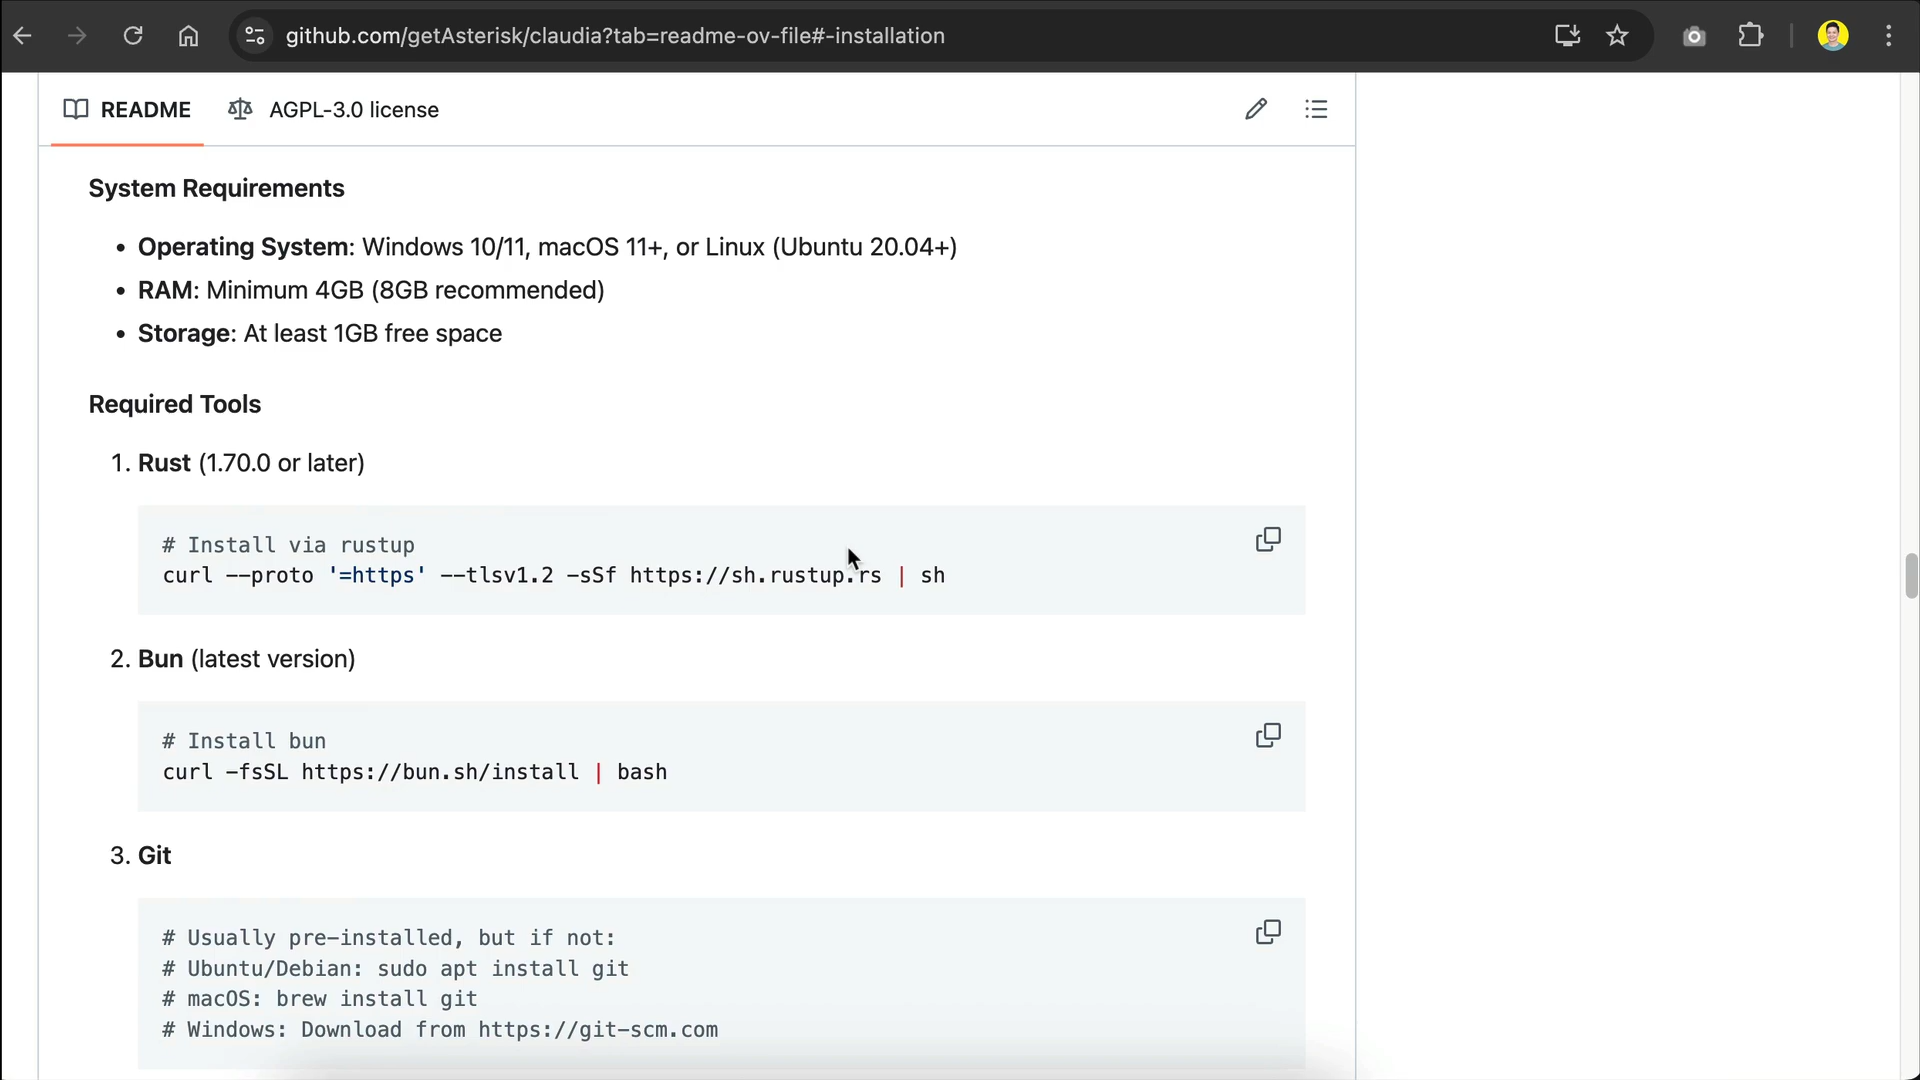 github.com/getAsterisk/claudia?tab=readme-ov-file#-installation
README
AGPL-3.0 license
System Requirements
• Operating System: Windows 10/11, macOS 11+, or Linux (Ubuntu 20.04+)
• RAM: Minimum 4GB (8GB recommended)
• Storage: At least 1GB free space
Required Tools
1. Rust (1.70.0 or later)
# Install via rustup
curl --proto '=https' --tlsv1.2 -sSf https://sh.rustup.rs | sh
2. Bun (latest version)
# Install bun
curl -fsSL https://bun.sh/install | bash
3. Git
# Usually pre-installed, but if not:
# Ubuntu/Debian: sudo apt install git
# macOS: brew install git
# Windows: Download from https://git-scm.com